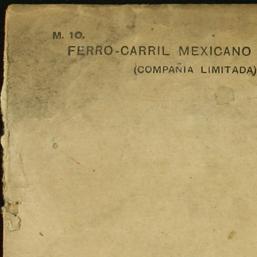 M. 10.
FERRO-CARRIL MEXICANO
(COMPAÑIA LIMITADA)